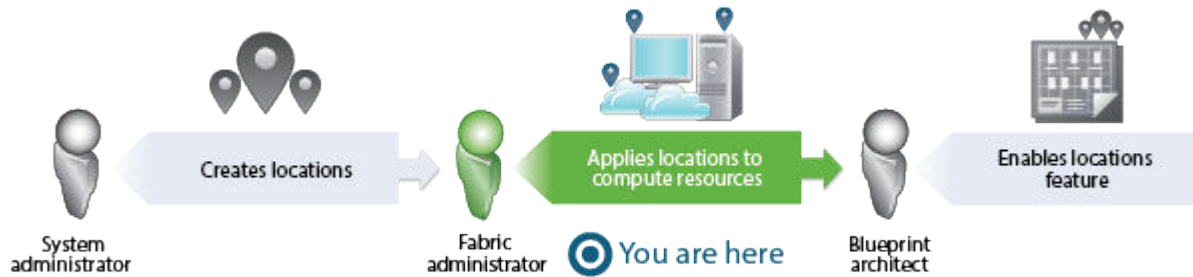 Creates locations
Applies locations to
compute resources
Enables locations
feature
System
administrator
Fabric
administrator
You are here
Blueprint
architect